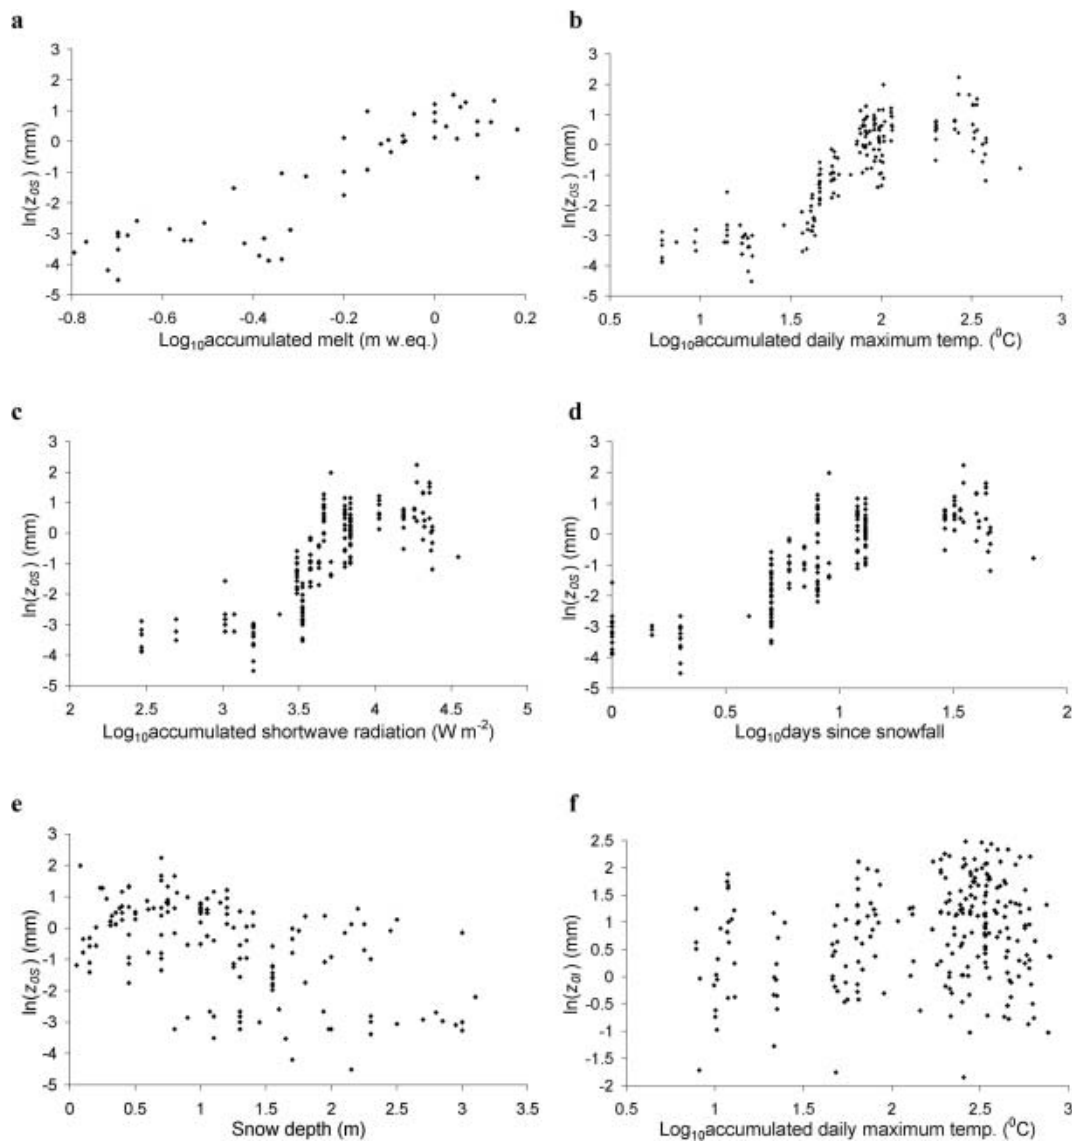 a
3
2
1
0
-1
-2
-3
-4
-5
ln(z0S) (mm)
-0.8 -0.6 -0.4 -0.2 0 0.2
Log10accumulated melt (m w.eq.)
b
3
2
1
0
-1
-2
-3
-4
-5
ln(z0S) (mm)
0.5 1 1.5 2 2.5 3
Log10accumulated daily maximum temp. (0C)
c
3
2
1
0
-1
-2
-3
-4
-5
ln(z0S) (mm)
2 2.5 3 3.5 4 4.5 5
Log10accumulated shortwave radiation (W m-2)
d
3
2
1
0
-1
-2
-3
-4
-5
ln(z0S) (mm)
0 0.5 1 1.5 2
Log10days since snowfall
e
3
2
1
0
-1
-2
-3
-4
-5
ln(z0S) (mm)
0 0.5 1 1.5 2 2.5 3 3.5
Snow depth (m)
f
2.5
2
1.5
1
0.5
0
-0.5
-1
-1.5
-2
ln(z0I) (mm)
0.5 1 1.5 2 2.5 3
Log10accumulated daily maximum temp. (0C)